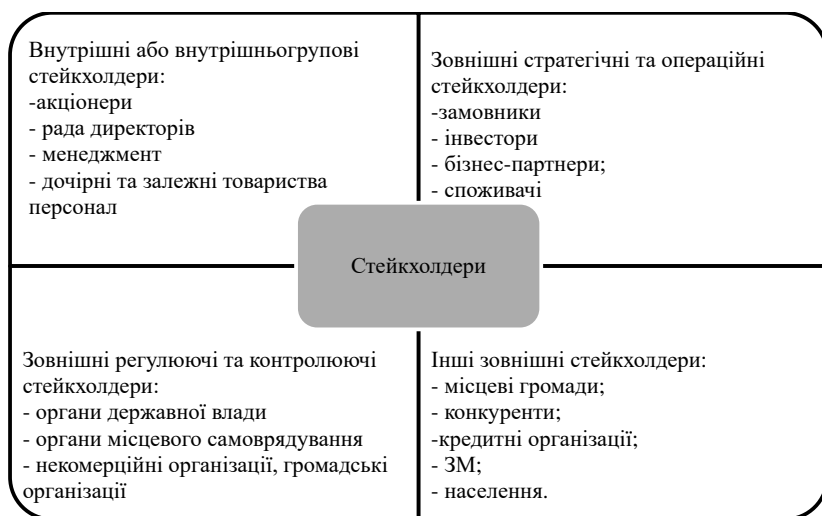 Внутрішні або внутрішньогрупові
стейкхолдери:
-акціонери
- рада директорів
- менеджмент
- дочірні та залежні товариства
персонал
Зовнішні стратегічні та операційні
стейкхолдери:
-замовники
- інвестори
- бізнес-партнери;
- споживачі
Стейкхолдери
Зовнішні регулюючі та контролюючі
стейкхолдери:
- органи державної влади
- органи місцевого самоврядування
- некомерційні організації, громадські
організації
Інші зовнішні стейкхолдери:
- місцеві громади;
- конкуренти;
-кредитні організації;
- ЗМ;
- населення.